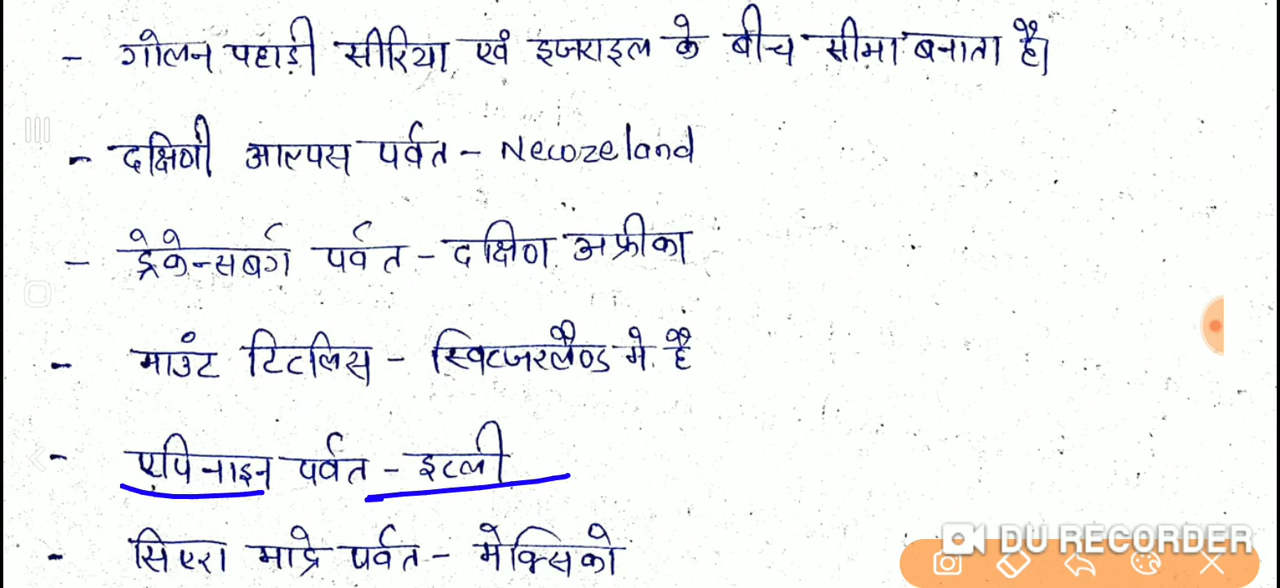 - गोलन पहाड़ी सीरिया एवं इजराइल के बीच सीमा बनाता है।
- दक्षिणी आल्पस पर्वत - Newzeland
- ड्रेकेन्सबर्ग पर्वत - दक्षिण अफ्रीका
- माउंट टिटलिस - स्विटजरलैण्ड मे है
- एपिनाइन पर्वत - इटली
- सिएरा माद्रे पर्वत - मेक्सिको
DU RECORDER